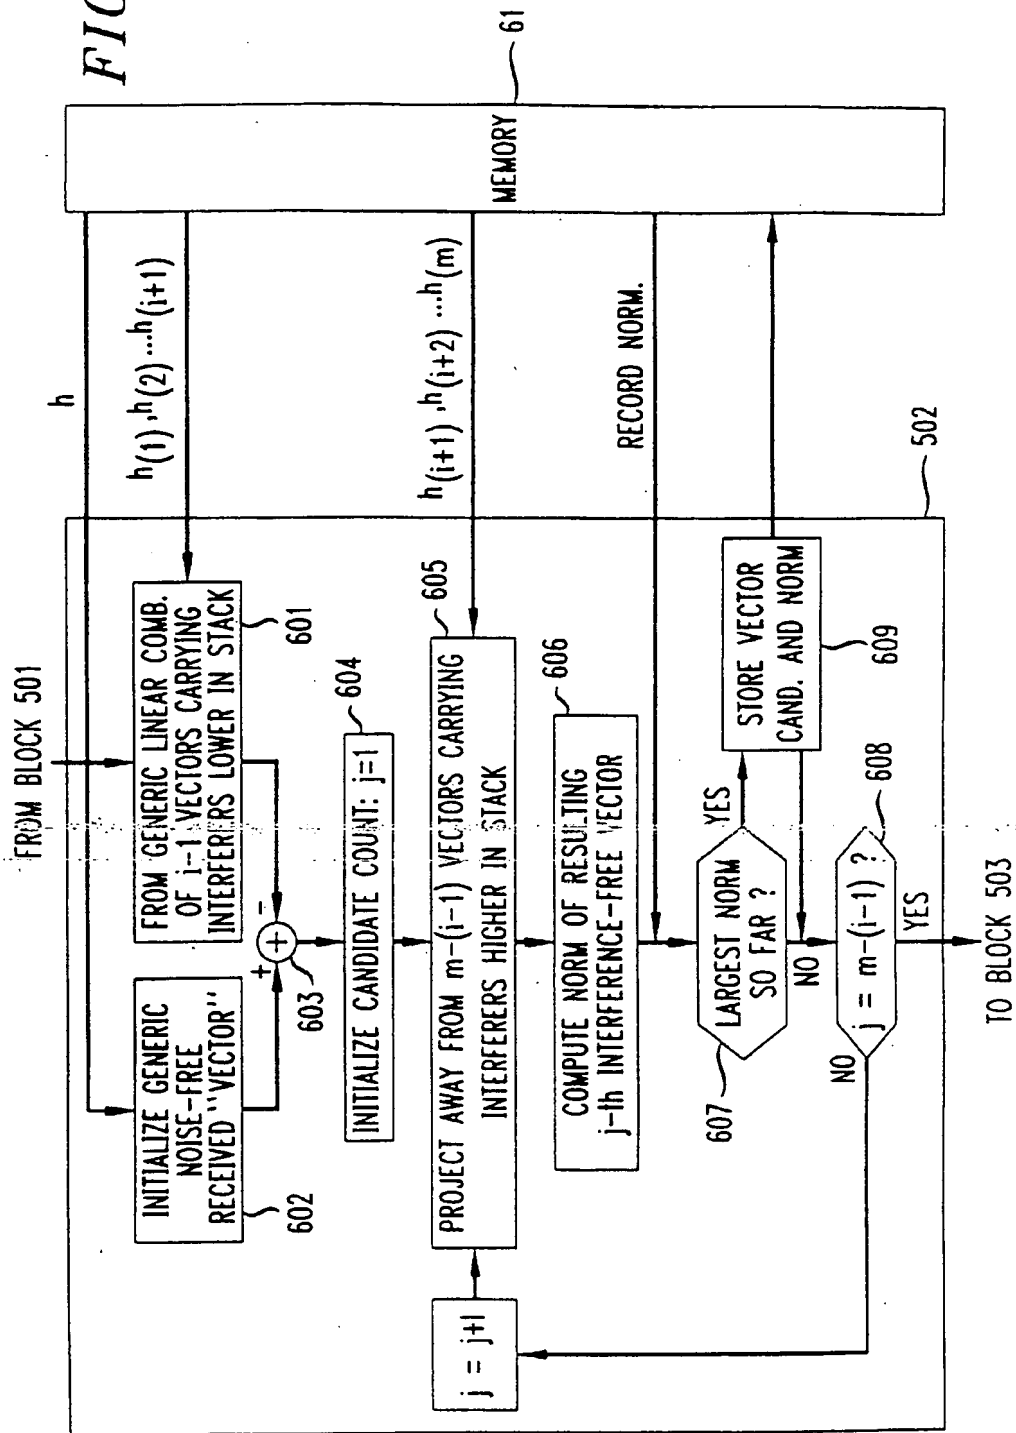 FIG
FROM BLOCK 501
h
INITIALIZE GENERIC
NOISE-FREE
RECEIVED "VECTOR"
602
FROM GENERIC LINEAR COMB.
OF i-1 VECTORS CARRYING
INTERFERERS LOWER IN STACK
601
h(1),h(2)...h(i+1)
+
-
+
603
INITIALIZE CANDIDATE COUNT: j=1
604
j = j+1
PROJECT AWAY FROM m-(i-1) VECTORS CARRYING
INTERFERERS HIGHER IN STACK
605
h(i+1),h(i+2)...h(m)
MEMORY
61
COMPUTE NORM OF RESULTING
j-th INTERFERENCE-FREE VECTOR
606
RECORD NORM.
LARGEST NORM
SO FAR ?
607
YES
NO
STORE VECTOR
CAND. AND NORM
609
j = m-(i-1) ?
608
NO
YES
502
TO BLOCK 503